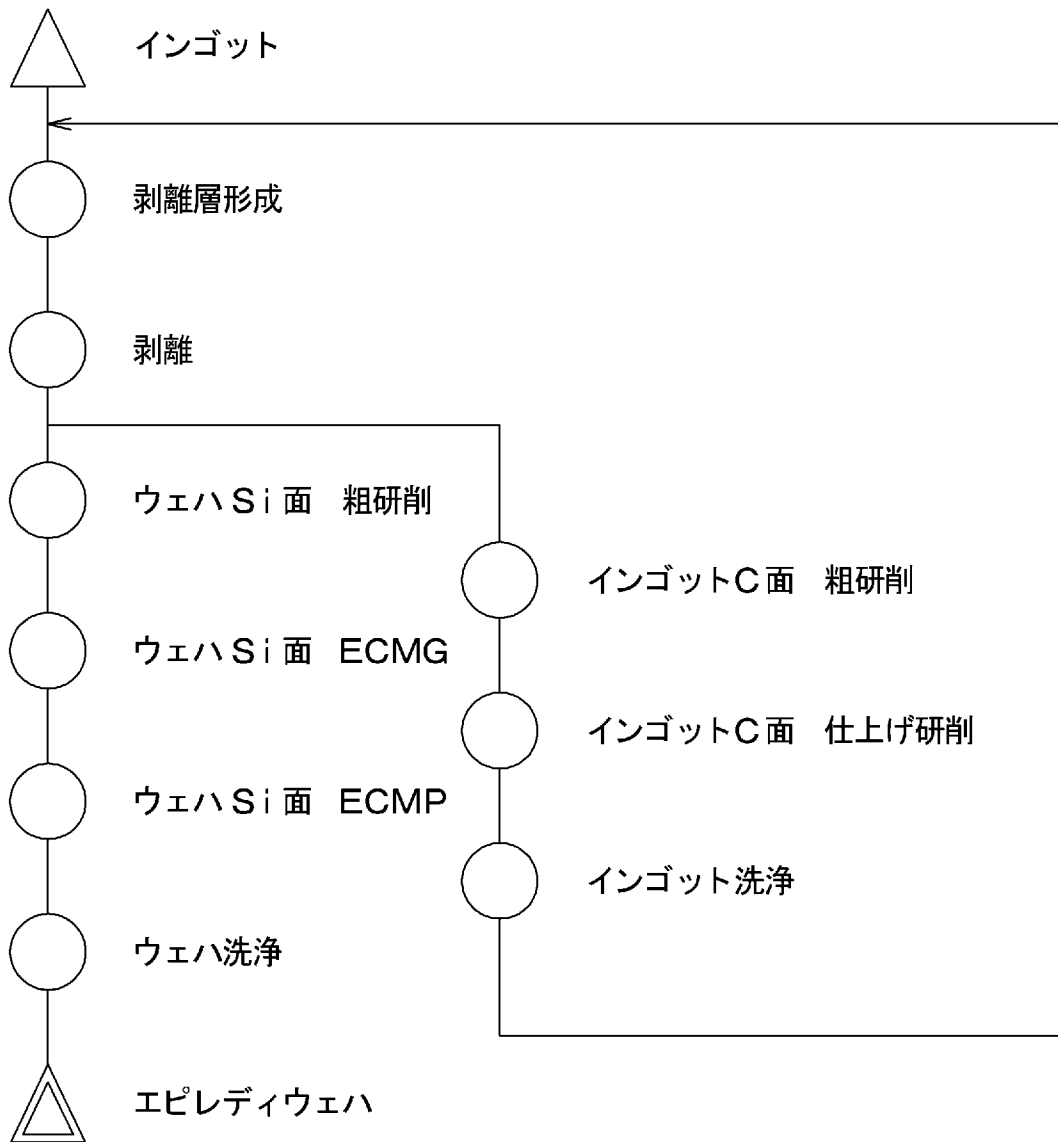 インゴット
剥離層形成
剥離
ウェハＳｉ面　粗研削
インゴットＣ面　粗研削
ウェハＳｉ面　ＥＣＭＧ
インゴットＣ面　仕上げ研削
ウェハＳｉ面　ＥＣＭＰ
インゴット洗浄
ウェハ洗浄
エピレディウェハ